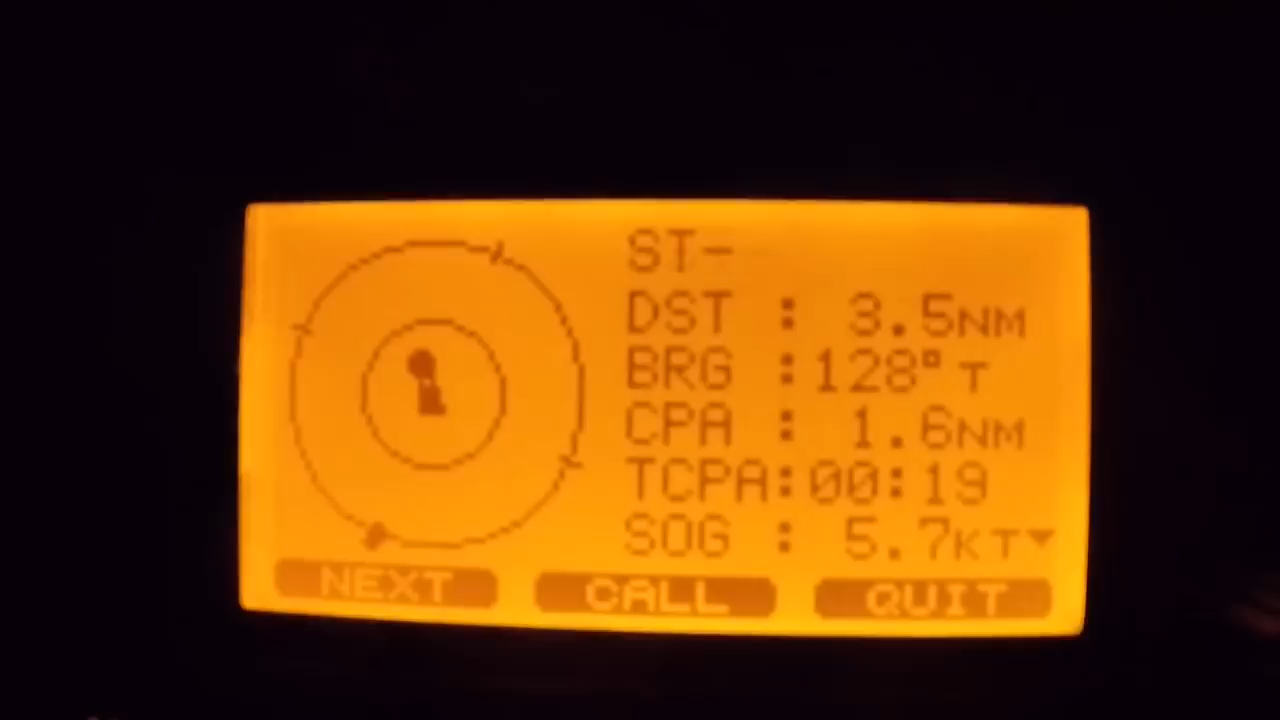 ST-
DST : 3.5NM
BRG :128° T
CPA : 1.6NM
TCPA:00:19
SOG : 5.7KT
NEXT CALL QUIT